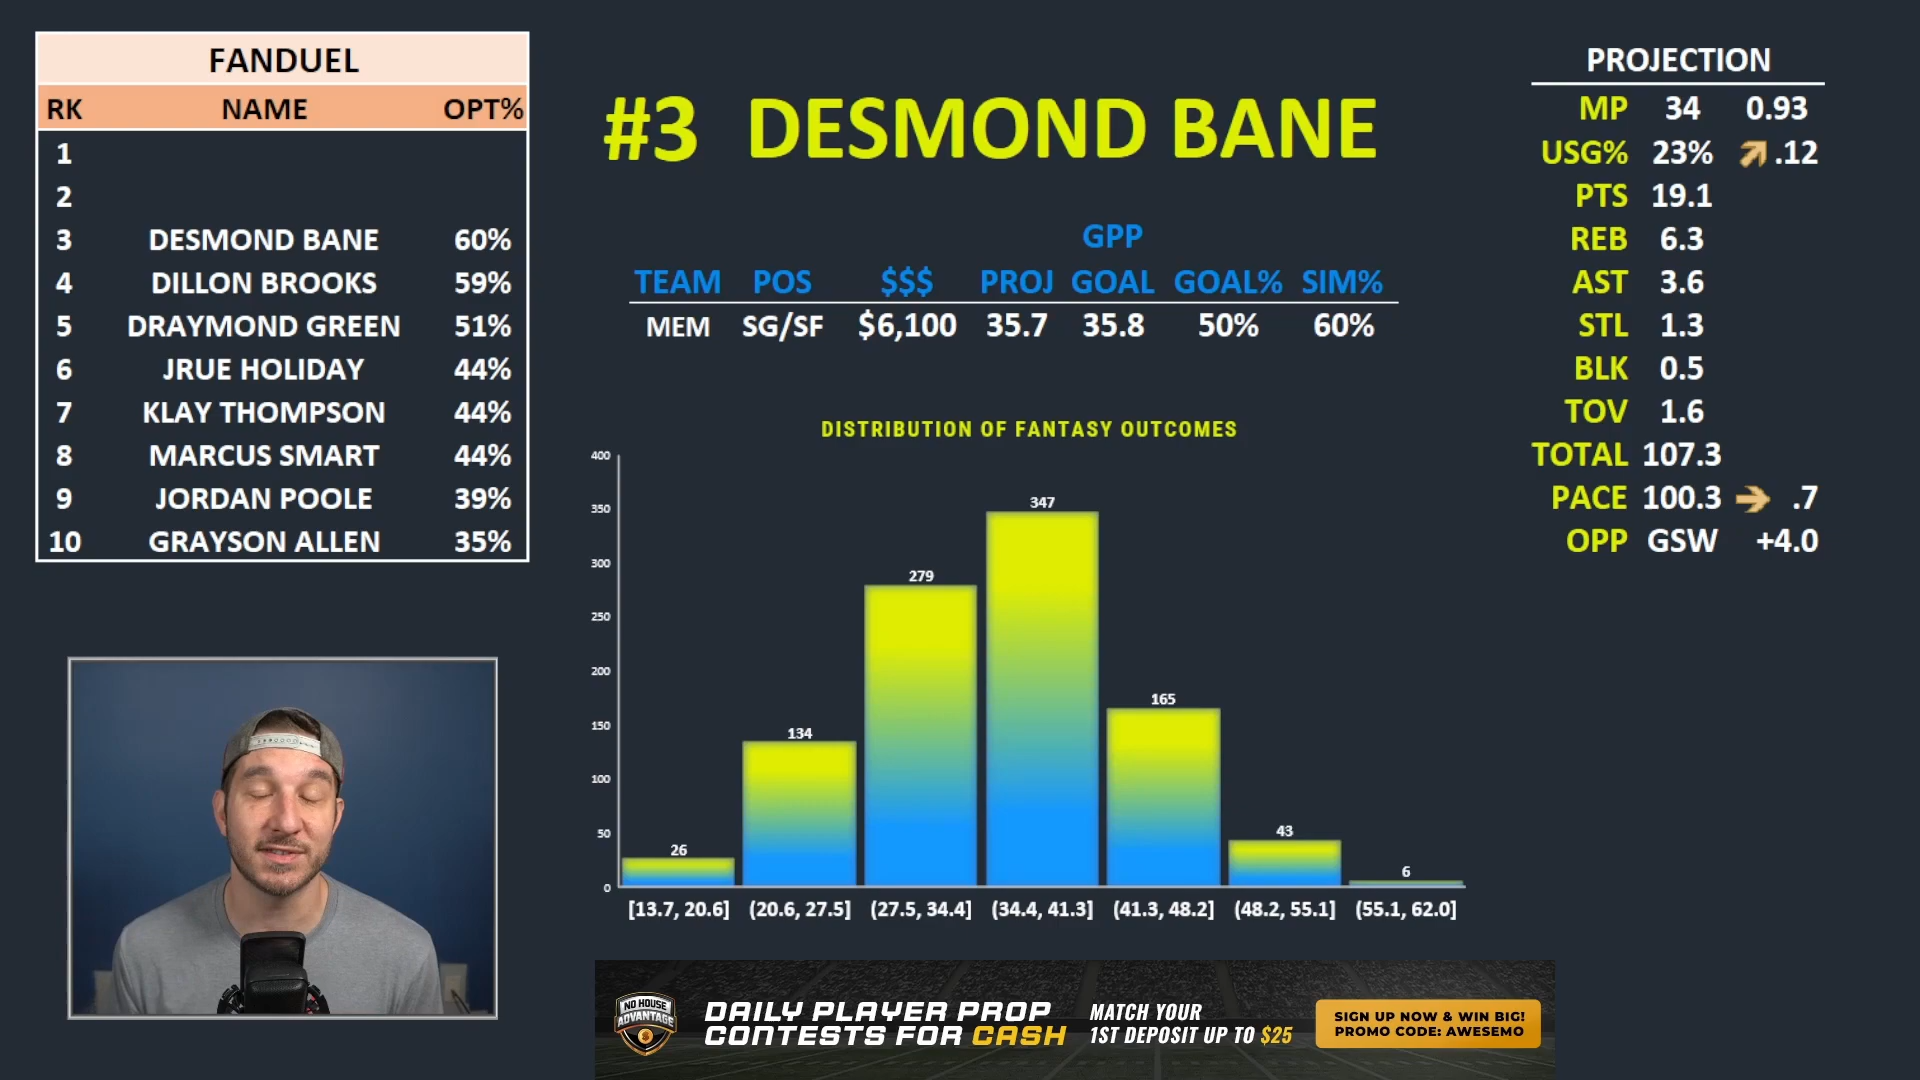 FANDUEL
RK NAME OPT%
1
2
3 DESMOND BANE 60%
4 DILLON BROOKS 59%
5 DRAYMOND GREEN 51%
6 JRUE HOLIDAY 44%
7 KLAY THOMPSON 44%
8 MARCUS SMART 44%
9 JORDAN POOLE 39%
10 GRAYSON ALLEN 35%
#3 DESMOND BANE
GPP
TEAM POS $$$ PROJ GOAL GOAL% SIM%
MEM SG/SF $6,100 35.7 35.8 50% 60%
PROJECTION
MP 34 0.93
USG% 23% .12
PTS 19.1
REB 6.3
AST 3.6
STL 1.3
BLK 0.5
TOV 1.6
TOTAL 107.3
PACE 100.3 .7
OPP GSW +4.0
DISTRIBUTION OF FANTASY OUTCOMES
400
350
300
250
200
150
100
50
0
26
134
279
347
165
43
6
[13.7, 20.6] (20.6, 27.5] (27.5, 34.4] (34.4, 41.3] (41.3, 48.2] (48.2, 55.1] (55.1, 62.0]
NO HOUSE
ADVANTAGE
DAILY PLAYER PROP
CONTESTS FOR CASH
MATCH YOUR
1ST DEPOSIT UP TO $25
SIGN UP NOW & WIN BIG!
PROMO CODE: AWESEMO